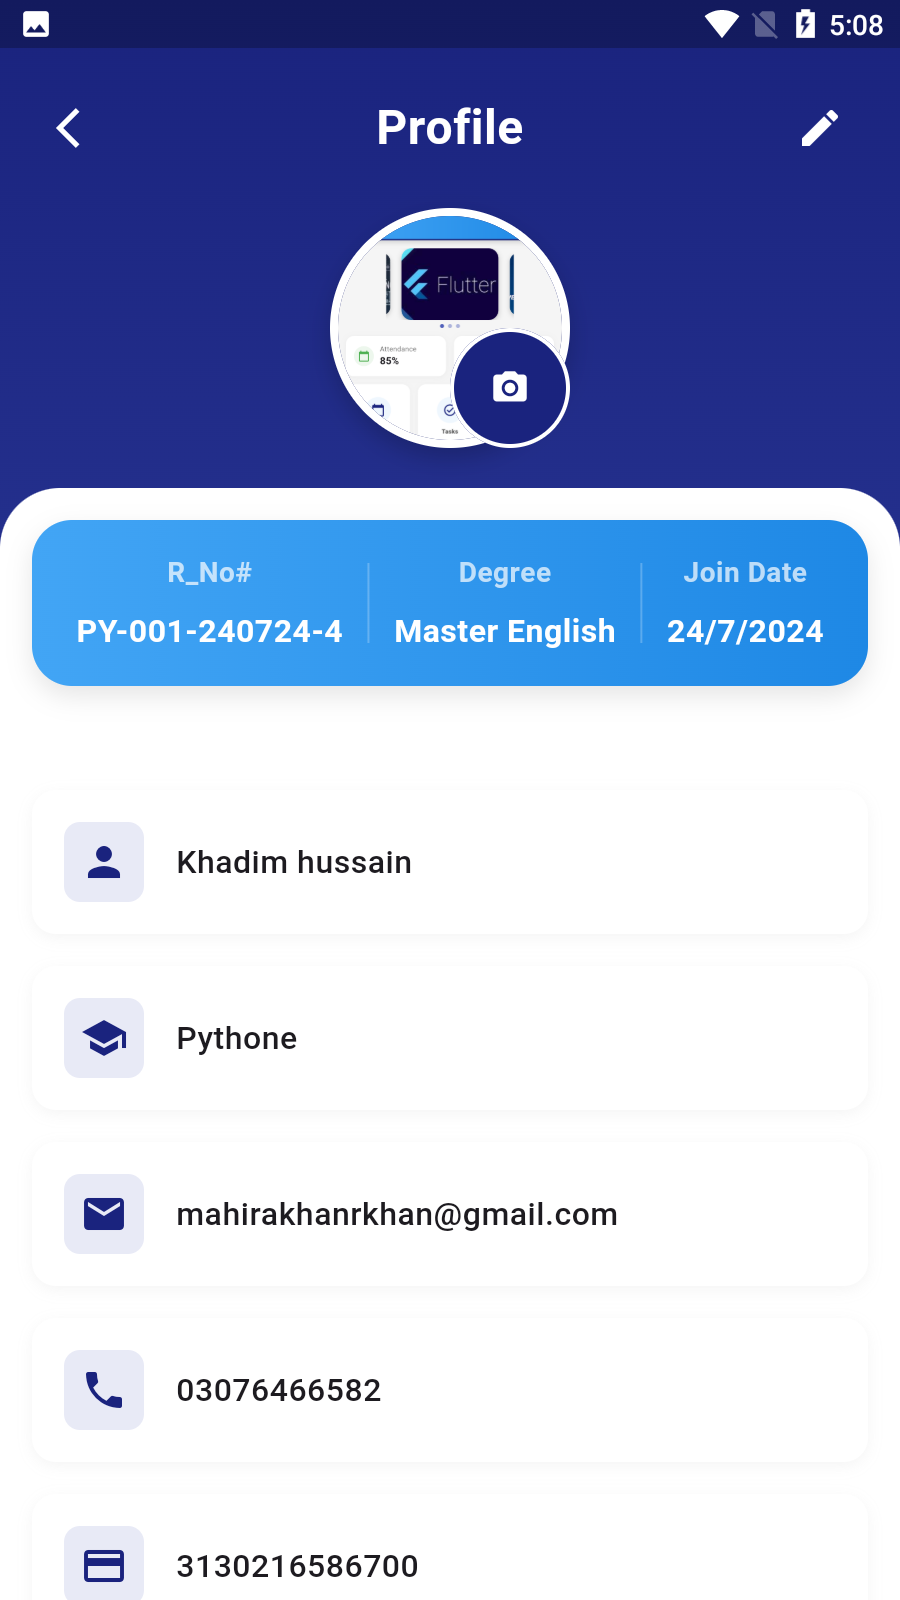 5:08
Profile
Flutter
Attendance
85%
Tasks
R_No#
Degree
Join Date
PY-001-240724-4
Master English
24/7/2024
Khadim hussain
Pythone
mahirakhanrkhan@gmail.com
03076466582
3130216586700